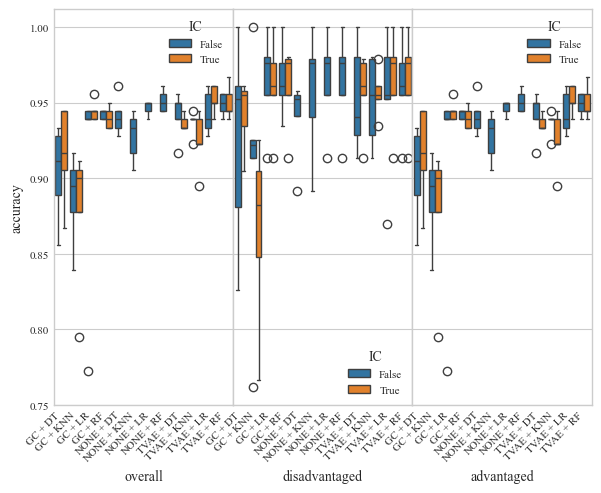 IC
False
True
IC
False
True
IC
False
True
accuracy
1.00
0.95
0.90
0.85
0.80
0.75
GC + DT
GC + KNN
GC + LR
GC + RF
NONE + DT
NONE + KNN
NONE + LR
NONE + RF
TVAE + DT
TVAE + KNN
TVAE + LR
TVAE + RF
GC + DT
GC + KNN
GC + LR
GC + RF
NONE + DT
NONE + KNN
NONE + LR
NONE + RF
TVAE + DT
TVAE + KNN
TVAE + LR
TVAE + RF
GC + DT
GC + KNN
GC + LR
GC + RF
NONE + DT
NONE + KNN
NONE + LR
NONE + RF
TVAE + DT
TVAE + KNN
TVAE + LR
TVAE + RF
overall
disadvantaged
advantaged